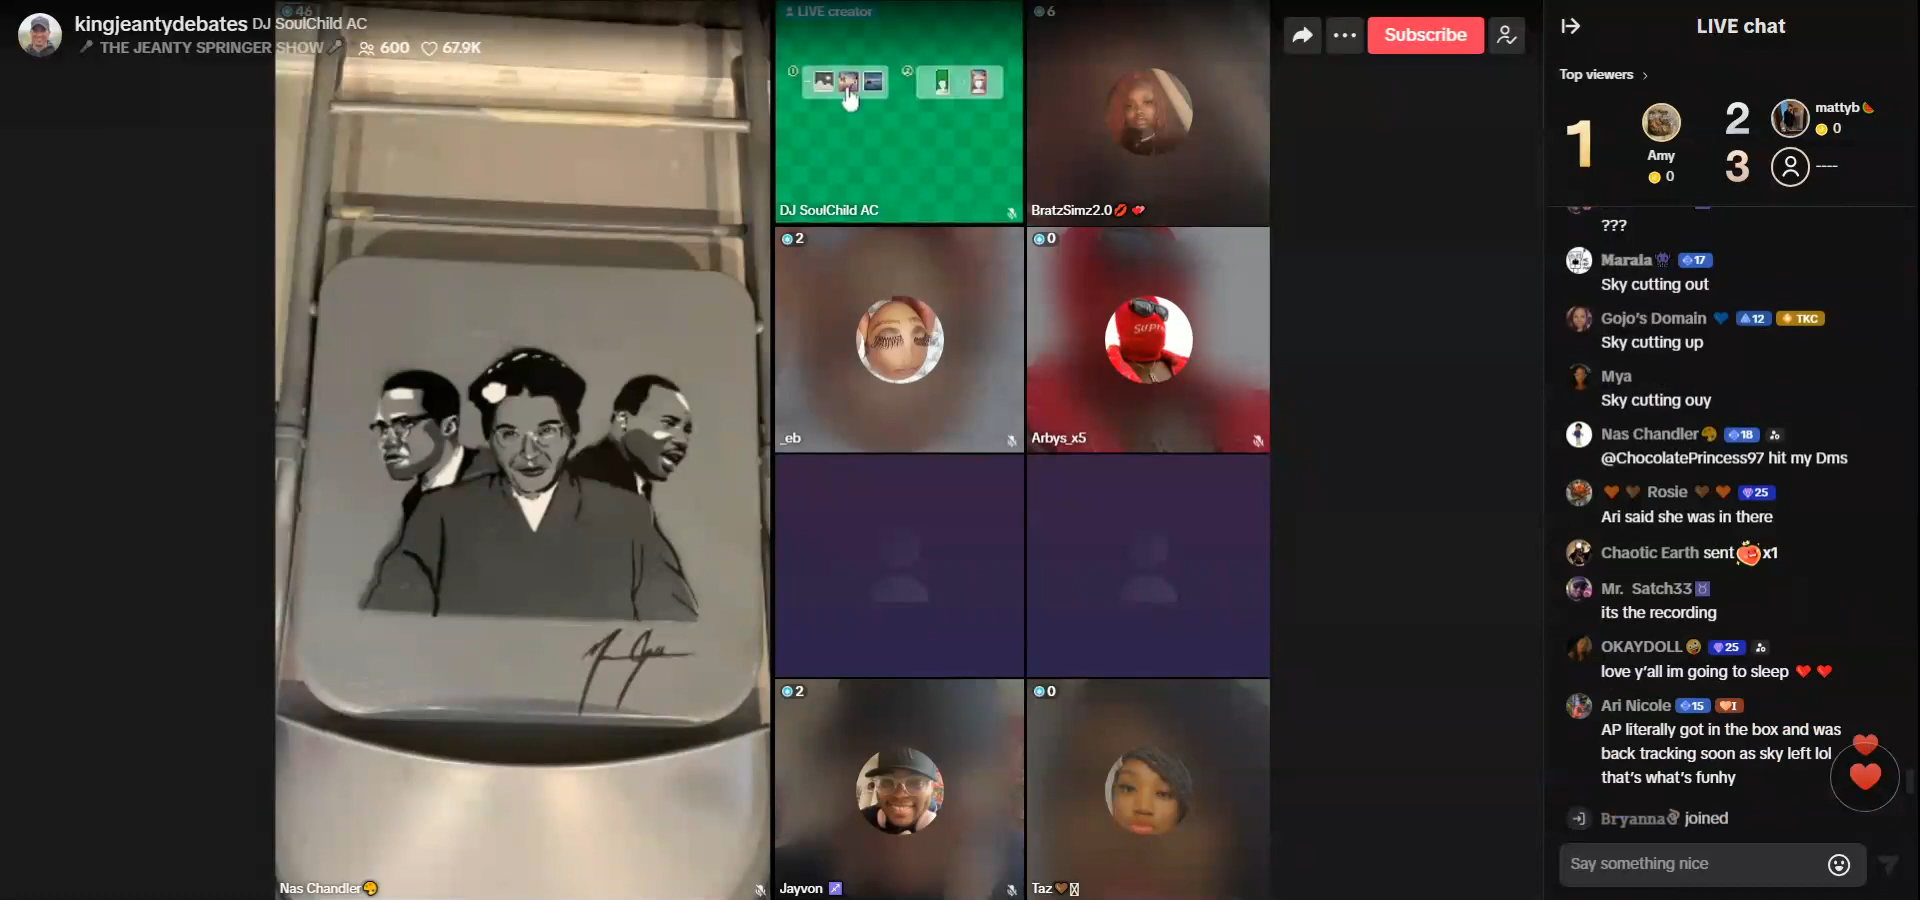 kingjeantydebates DJ SoulChild AC
THE JEANTY SPRINGER SHOW 600 67.9K
46
LIVE creator
6
Subscribe
DJ SoulChild AC
BratzSimz2.0
2
0
SUPR
_eb
Arbys_x5
2
0
Nas Chandler
Jayvon
Taz
LIVE chat
Top viewers
1
Amy
0
2
mattyb
0
3
----
???
Marala 17
Sky cutting out
Gojo's Domain 12 TKC
Sky cutting up
Mya
Sky cutting ouy
Nas Chandler 18
@ChocolatePrincess97 hit my Dms
Rosie 25
Ari said she was in there
Chaotic Earth sent x1
Mr. Satch33
its the recording
OKAYDOLL 25
love y'all im going to sleep
Ari Nicole 15 I
AP literally got in the box and was
back tracking soon as sky left lol
that's what's funhy
Bryanna joined
Say something nice